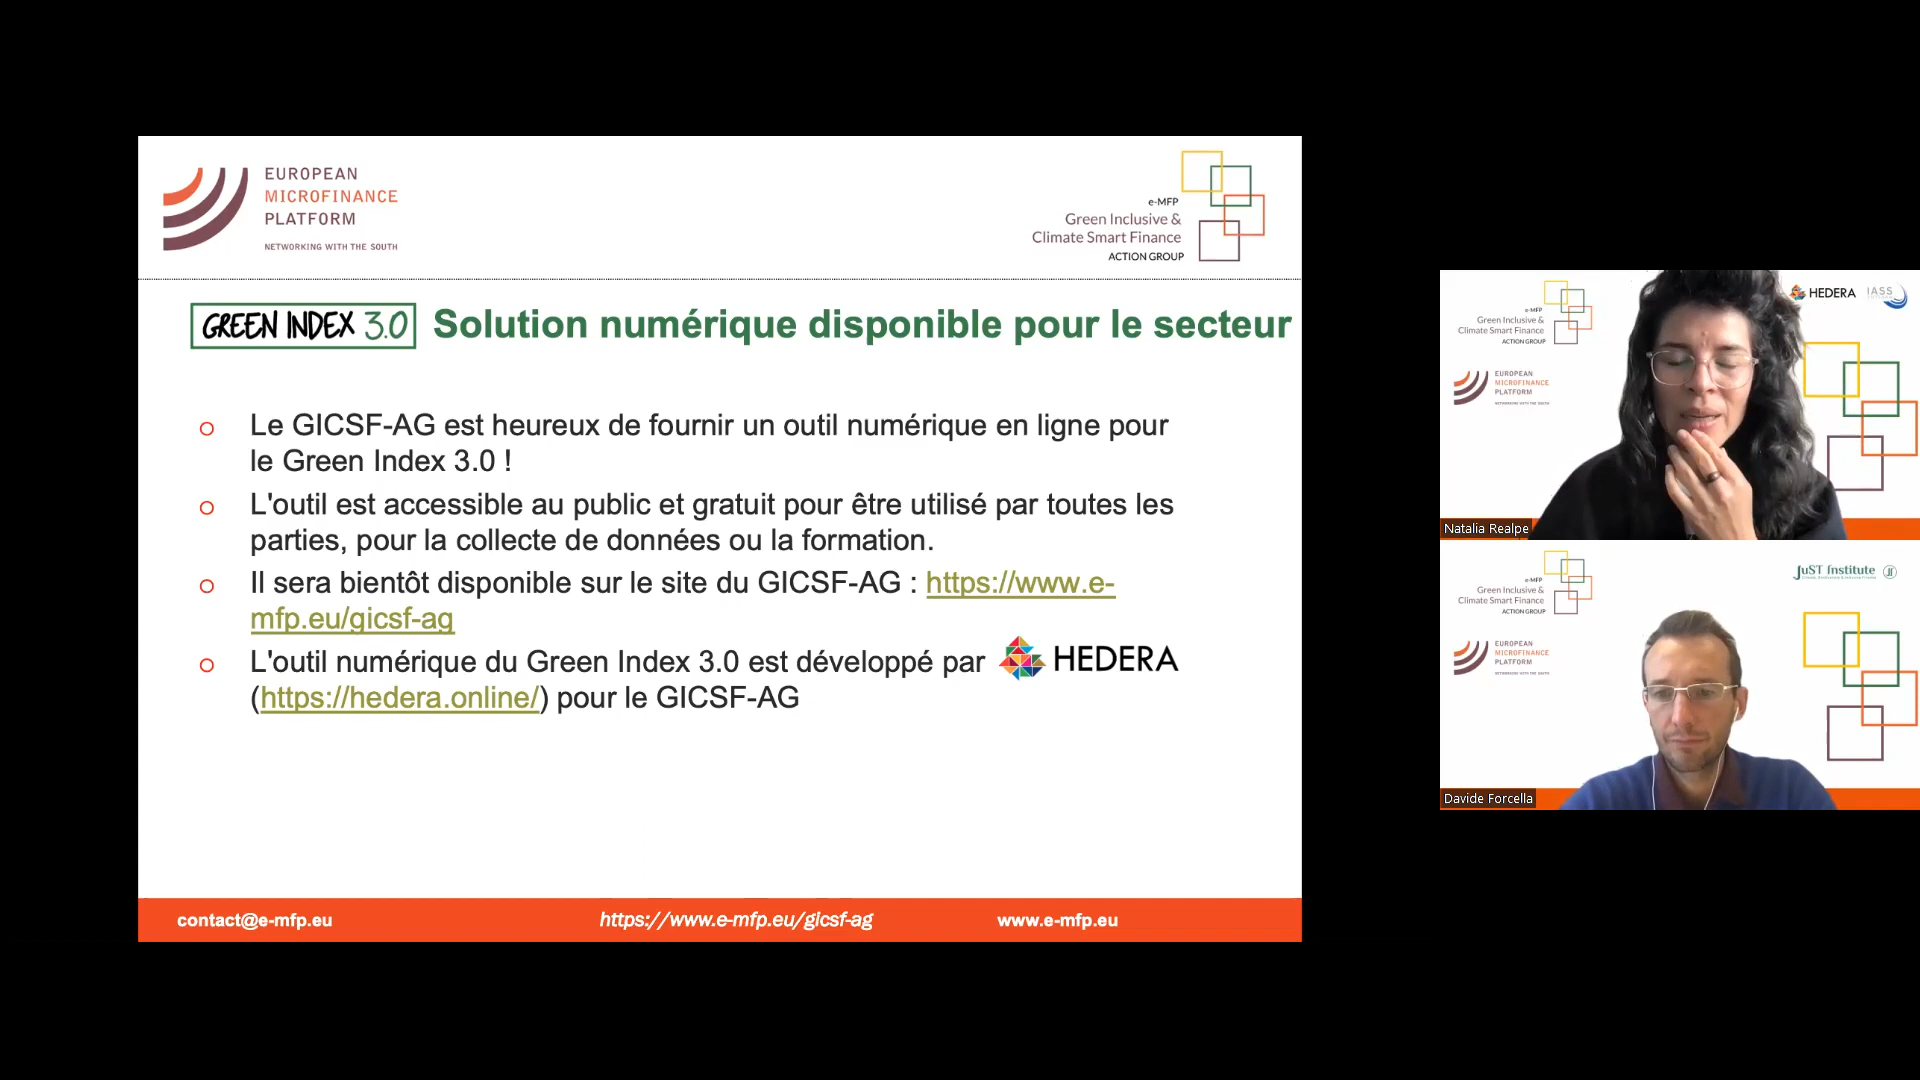 EUROPEAN
MICROFINANCE
PLATFORM
NETWORKING WITH THE SOUTH
e-MFP
Green Inclusive &
Climate Smart Finance
ACTION GROUP
GREEN INDEX 3.0 Solution numérique disponible pour le secteur
Le GICSF-AG est heureux de fournir un outil numérique en ligne pour
le Green Index 3.0 !
L'outil est accessible au public et gratuit pour être utilisé par toutes les
parties, pour la collecte de données ou la formation.
Il sera bientôt disponible sur le site du GICSF-AG : https://www.e-
mfp.eu/gicsf-ag
L'outil numérique du Green Index 3.0 est développé par HEDERA
(https://hedera.online/) pour le GICSF-AG
contact@e-mfp.eu
https://www.e-mfp.eu/gicsf-ag
www.e-mfp.eu
e-MFP
Green Inclusive &
Climate Smart Finance
ACTION GROUP
HEDERA
IASS
EUROPEAN
MICROFINANCE
PLATFORM
NETWORKING WITH THE SOUTH
Natalia Realpe
e-MFP
Green Inclusive &
Climate Smart Finance
ACTION GROUP
JuST Institute
EUROPEAN
MICROFINANCE
PLATFORM
NETWORKING WITH THE SOUTH
Davide Forcella